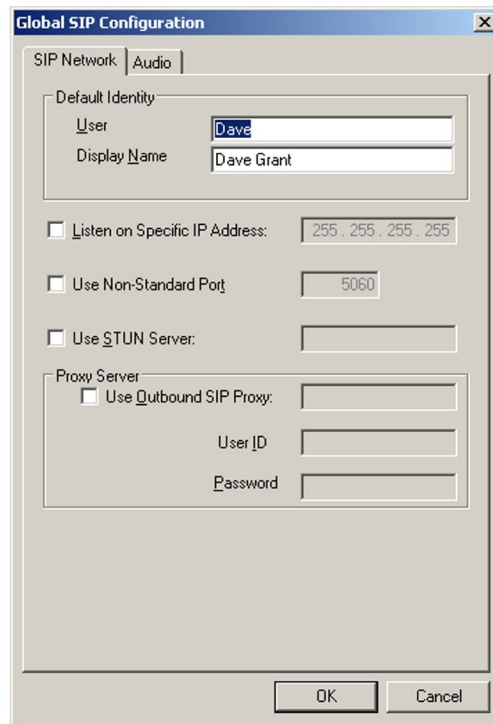 Global SIP Configuration
SIP Network Audio
Default Identity
User Dave
Display Name Dave Grant
Listen on Specific IP Address: 255 . 255 . 255 . 255
Use Non-Standard Port 5060
Use STUN Server:
Proxy Server
Use Outbound SIP Proxy:
User ID
Password
OK Cancel